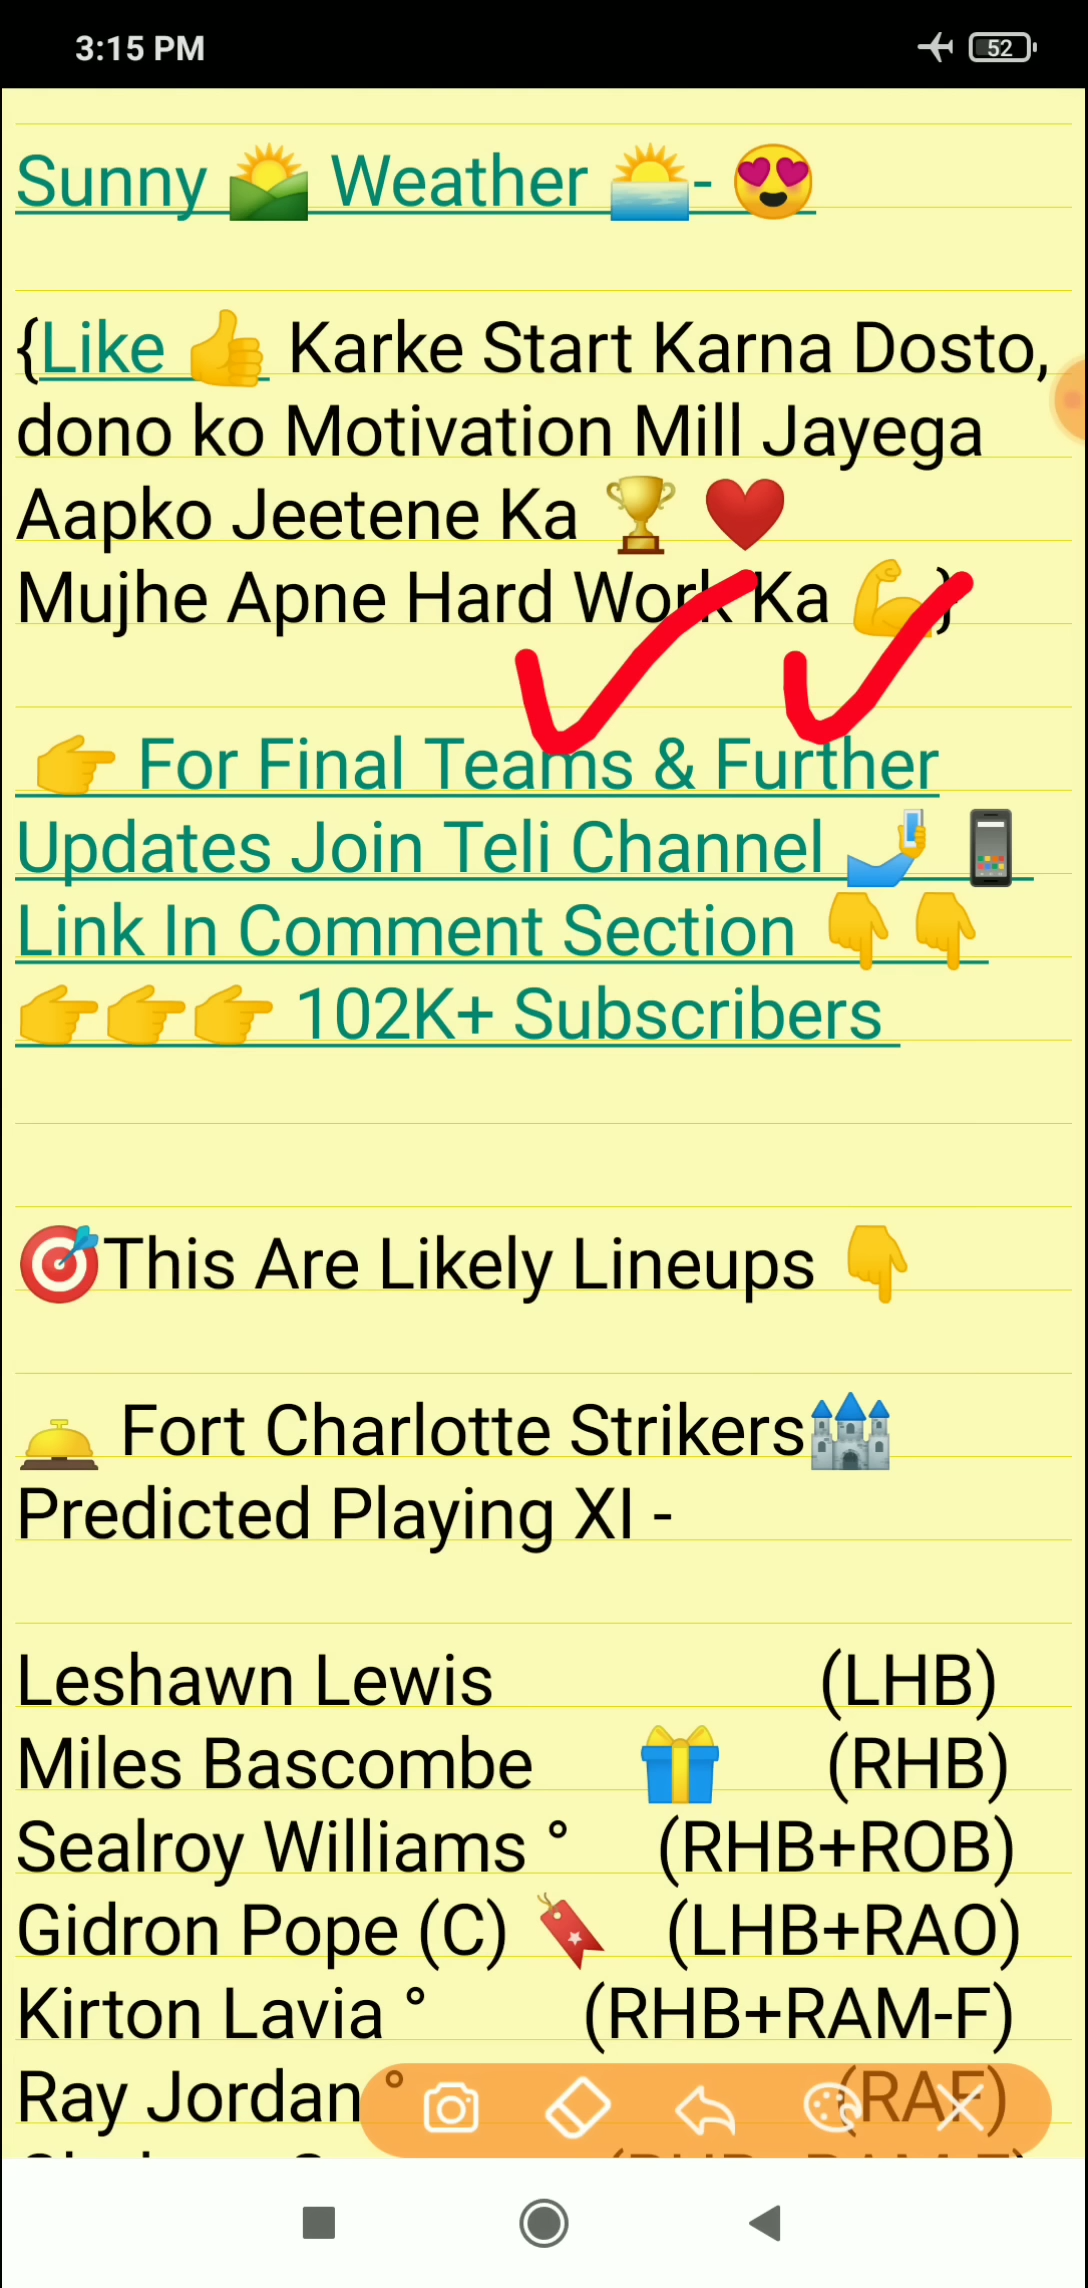 3:15 PM
52
Sunny 🌄 Weather 🌅- 😍
{Like 👍 Karke Start Karna Dosto,
dono ko Motivation Mill Jayega
Aapko Jeetene Ka 🏆 ❤️
Mujhe Apne Hard Work Ka 💪}
👉 For Final Teams & Further
Updates Join Teli Channel 🤳 📱
Link In Comment Section 👇👇
👉👉👉 102K+ Subscribers
🎯This Are Likely Lineups 👇
🛎️ Fort Charlotte Strikers🏰
Predicted Playing XI -
Leshawn Lewis (LHB)
Miles Bascombe 🎁 (RHB)
Sealroy Williams ° (RHB+ROB)
Gidron Pope (C) 🔖 (LHB+RAO)
Kirton Lavia ° (RHB+RAM-F)
Ray Jordan ° (RAF)